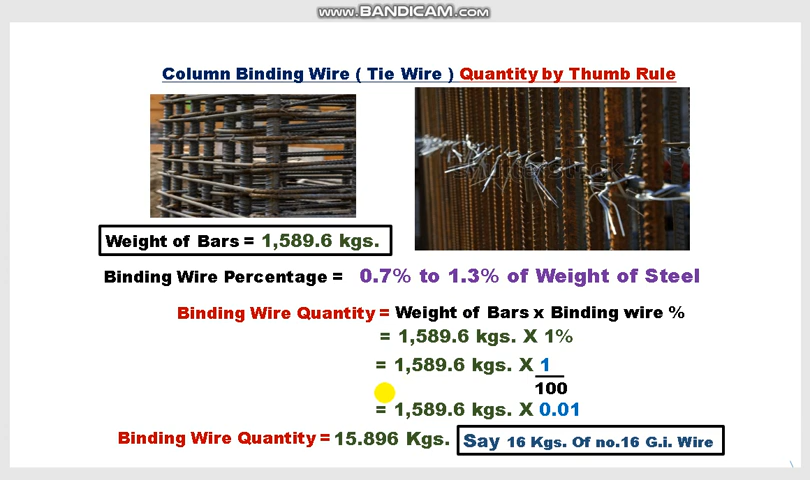 www.BANDICAM.com
Column Binding Wire ( Tie Wire ) Quantity by Thumb Rule
Weight of Bars = 1,589.6 kgs.
Binding Wire Percentage = 0.7% to 1.3% of Weight of Steel
Binding Wire Quantity = Weight of Bars x Binding wire %
= 1,589.6 kgs. X 1%
= 1,589.6 kgs. X 1
100
= 1,589.6 kgs. X 0.01
Binding Wire Quantity = 15.896 Kgs. Say 16 Kgs. Of no.16 G.i. Wire